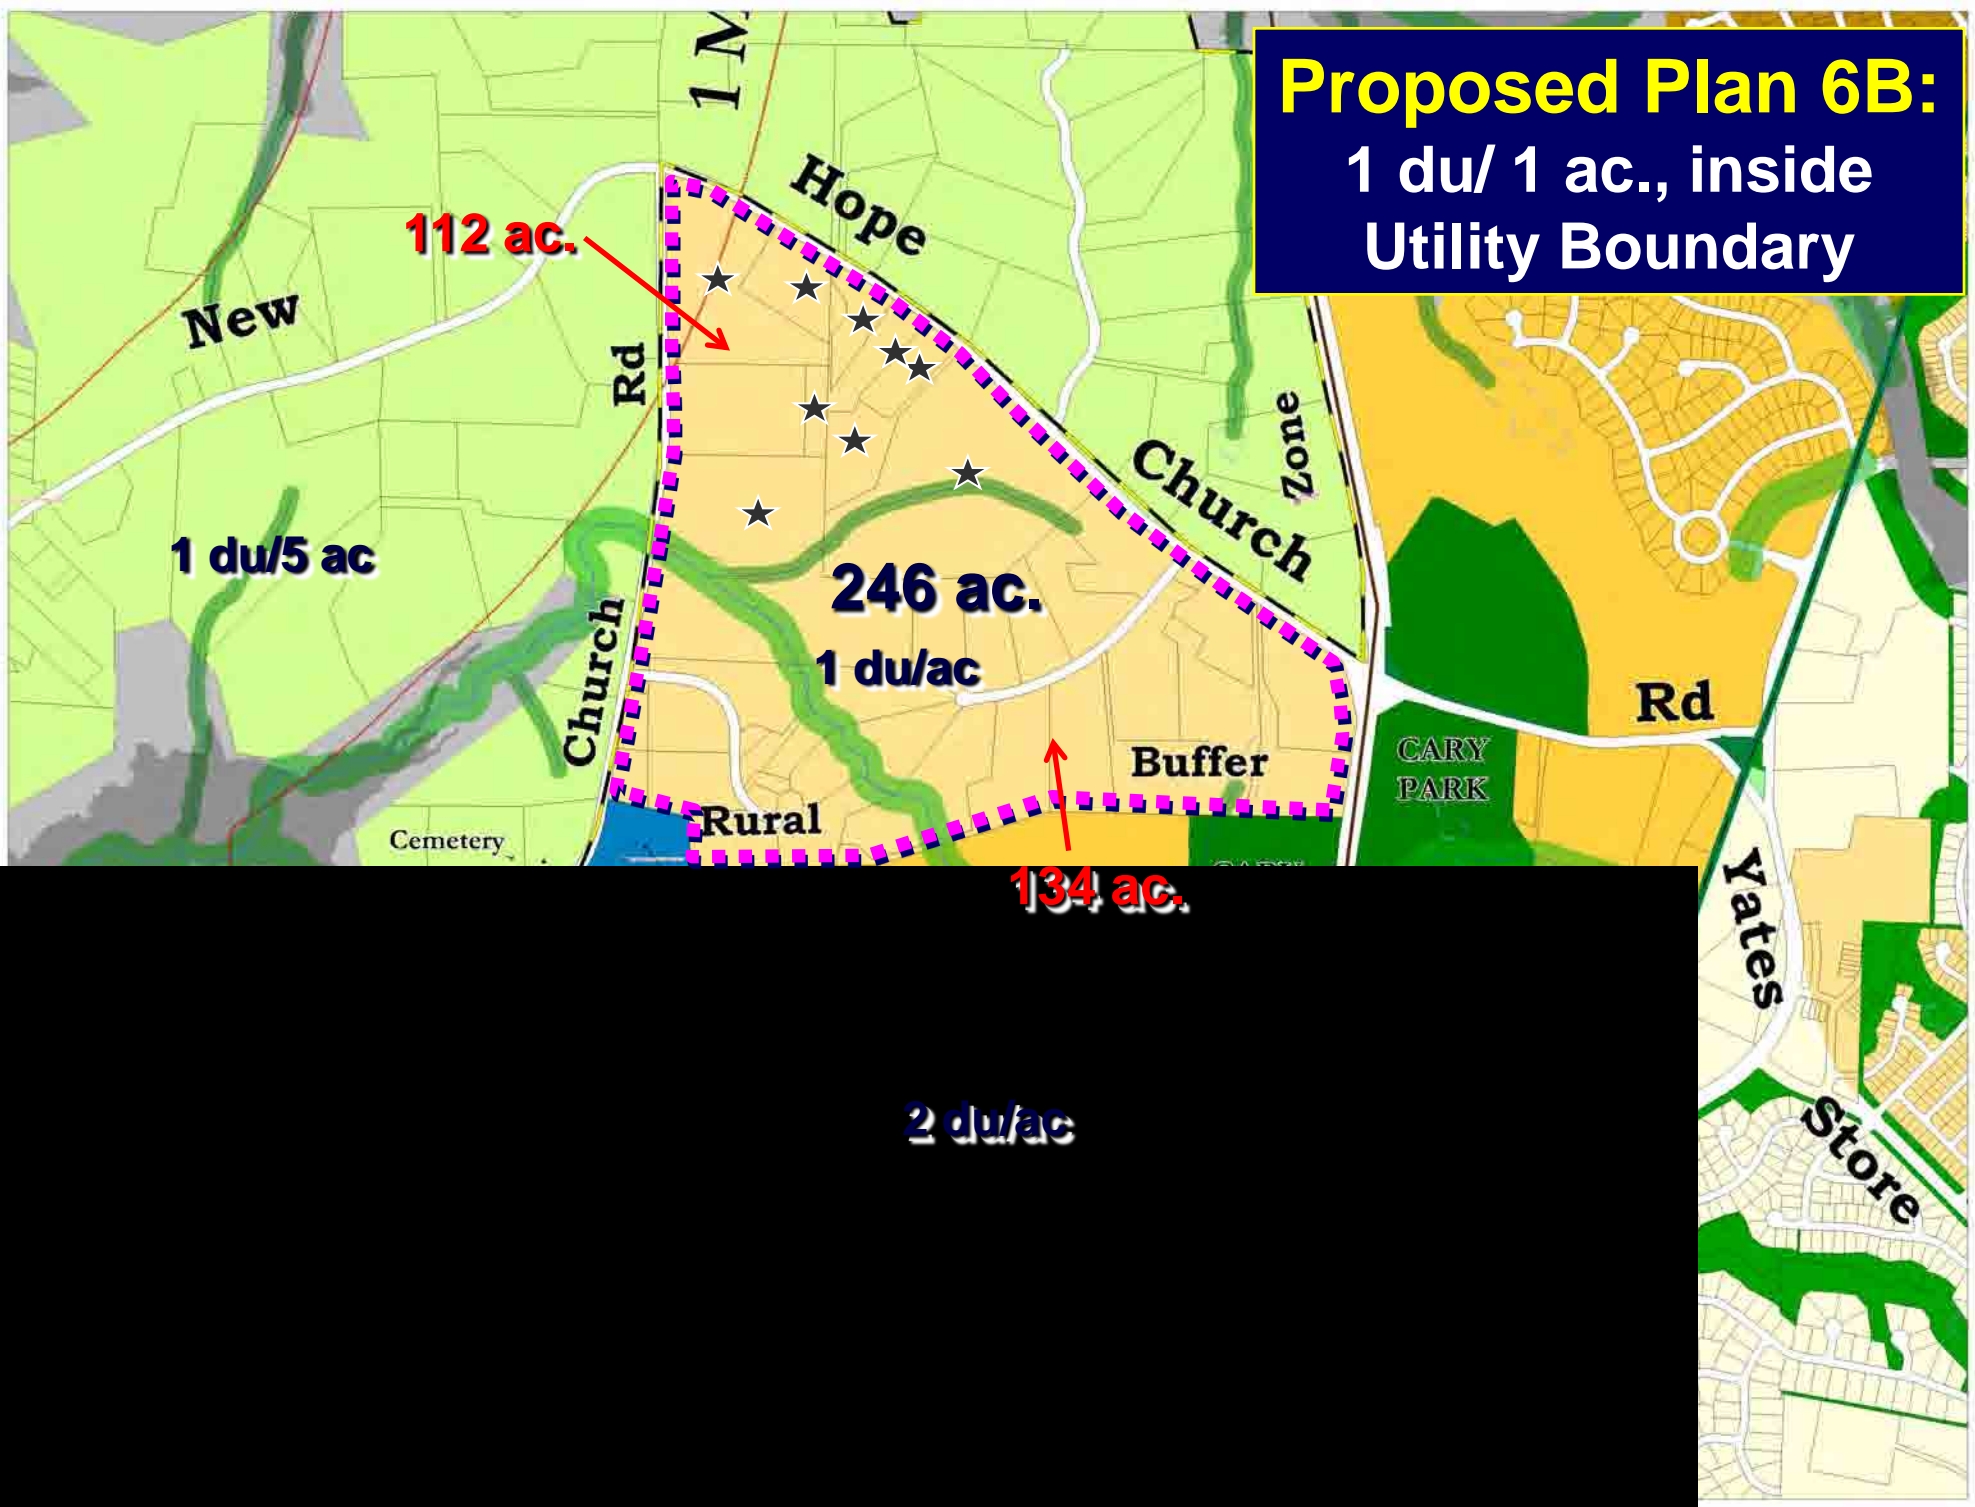 1 M
Proposed Plan 6B:
1 du/ 1 ac., inside
Utility Boundary
Hope
112 ac.
New
Rd
Zone
Church
1 du/5 ac
246 ac.
Church
1 du/ac
Rd
Buffer
CARY
PARK
Rural
Cemetery
134 ac.
Yates
2 du/ac
Store